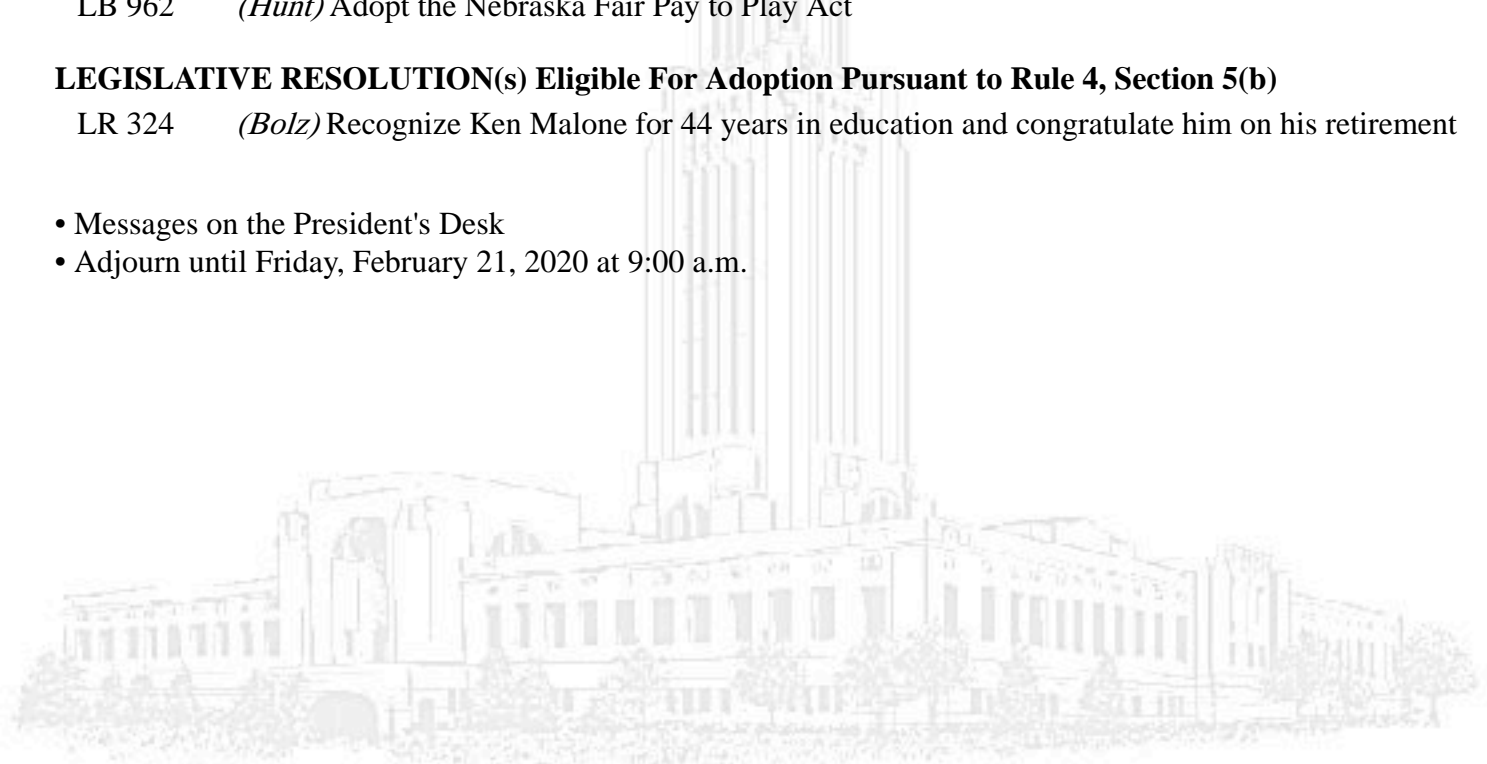 LB 962 (Hunt) Adopt the Nebraska Fair Pay to Play Act
LEGISLATIVE RESOLUTION(s) Eligible For Adoption Pursuant to Rule 4, Section 5(b)
LR 324 (Bolz) Recognize Ken Malone for 44 years in education and congratulate him on his retirement
• Messages on the President's Desk
• Adjourn until Friday, February 21, 2020 at 9:00 a.m.